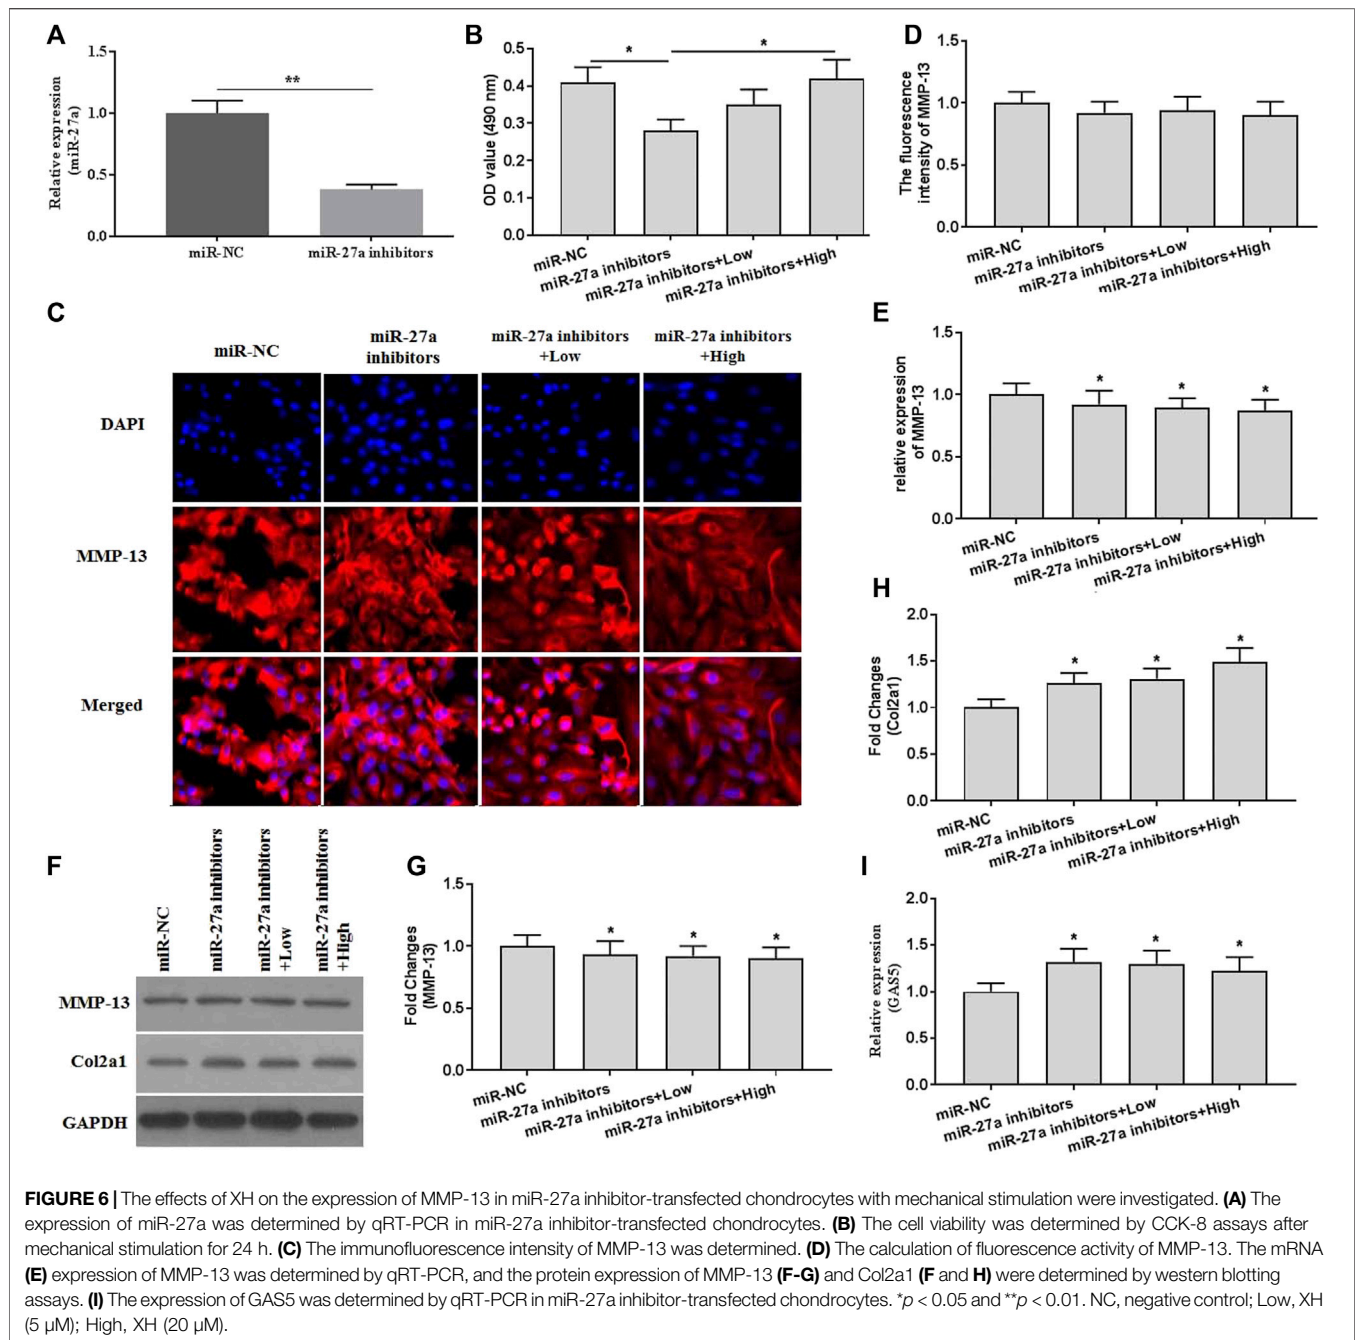 A
1.5
1.0
0.5
0.0
Relative expression
(miR-27a)
**
miR-NC
miR-27a inhibitors
B
0.5
0.4
0.3
0.2
0.1
0.0
OD value (490 nm)
*
*
miR-NC
miR-27a inhibitors
miR-27a inhibitors+Low
miR-27a inhibitors+High
D
1.5
1.0
0.5
0.0
The fluorescence
intensity of MMP-13
miR-NC
miR-27a inhibitors
miR-27a inhibitors+Low
miR-27a inhibitors+High
C
miR-NC
miR-27a
inhibitors
miR-27a inhibitors
+Low
miR-27a inhibitors
+High
DAPI
MMP-13
Merged
E
1.5
1.0
0.5
0.0
relative expression
of MMP-13
*
*
*
miR-NC
miR-27a inhibitors
miR-27a inhibitors+Low
miR-27a inhibitors+High
H
2.0
1.5
1.0
0.5
0.0
Fold Changes
(Col2a1)
*
*
*
miR-NC
miR-27a inhibitors
miR-27a inhibitors+Low
miR-27a inhibitors+High
F
miR-NC
miR-27a inhibitors
miR-27a inhibitors
+Low
miR-27a inhibitors
+High
MMP-13
Col2a1
GAPDH
G
1.5
1.0
0.5
0.0
Fold Changes
(MMP-13)
*
*
*
miR-NC
miR-27a inhibitors
miR-27a inhibitors+Low
miR-27a inhibitors+High
I
2.0
1.5
1.0
0.5
0.0
Relative expression
(GAS5)
*
*
*
miR-NC
miR-27a inhibitors
miR-27a inhibitors+Low
miR-27a inhibitors+High
FIGURE 6 | The effects of XH on the expression of MMP-13 in miR-27a inhibitor-transfected chondrocytes with mechanical stimulation were investigated. (A) The
expression of miR-27a was determined by qRT-PCR in miR-27a inhibitor-transfected chondrocytes. (B) The cell viability was determined by CCK-8 assays after
mechanical stimulation for 24 h. (C) The immunofluorescence intensity of MMP-13 was determined. (D) The calculation of fluorescence activity of MMP-13. The mRNA
(E) expression of MMP-13 was determined by qRT-PCR, and the protein expression of MMP-13 (F-G) and Col2a1 (F and H) were determined by western blotting
assays. (I) The expression of GAS5 was determined by qRT-PCR in miR-27a inhibitor-transfected chondrocytes. *p < 0.05 and **p < 0.01. NC, negative control; Low, XH
(5 µM); High, XH (20 µM).